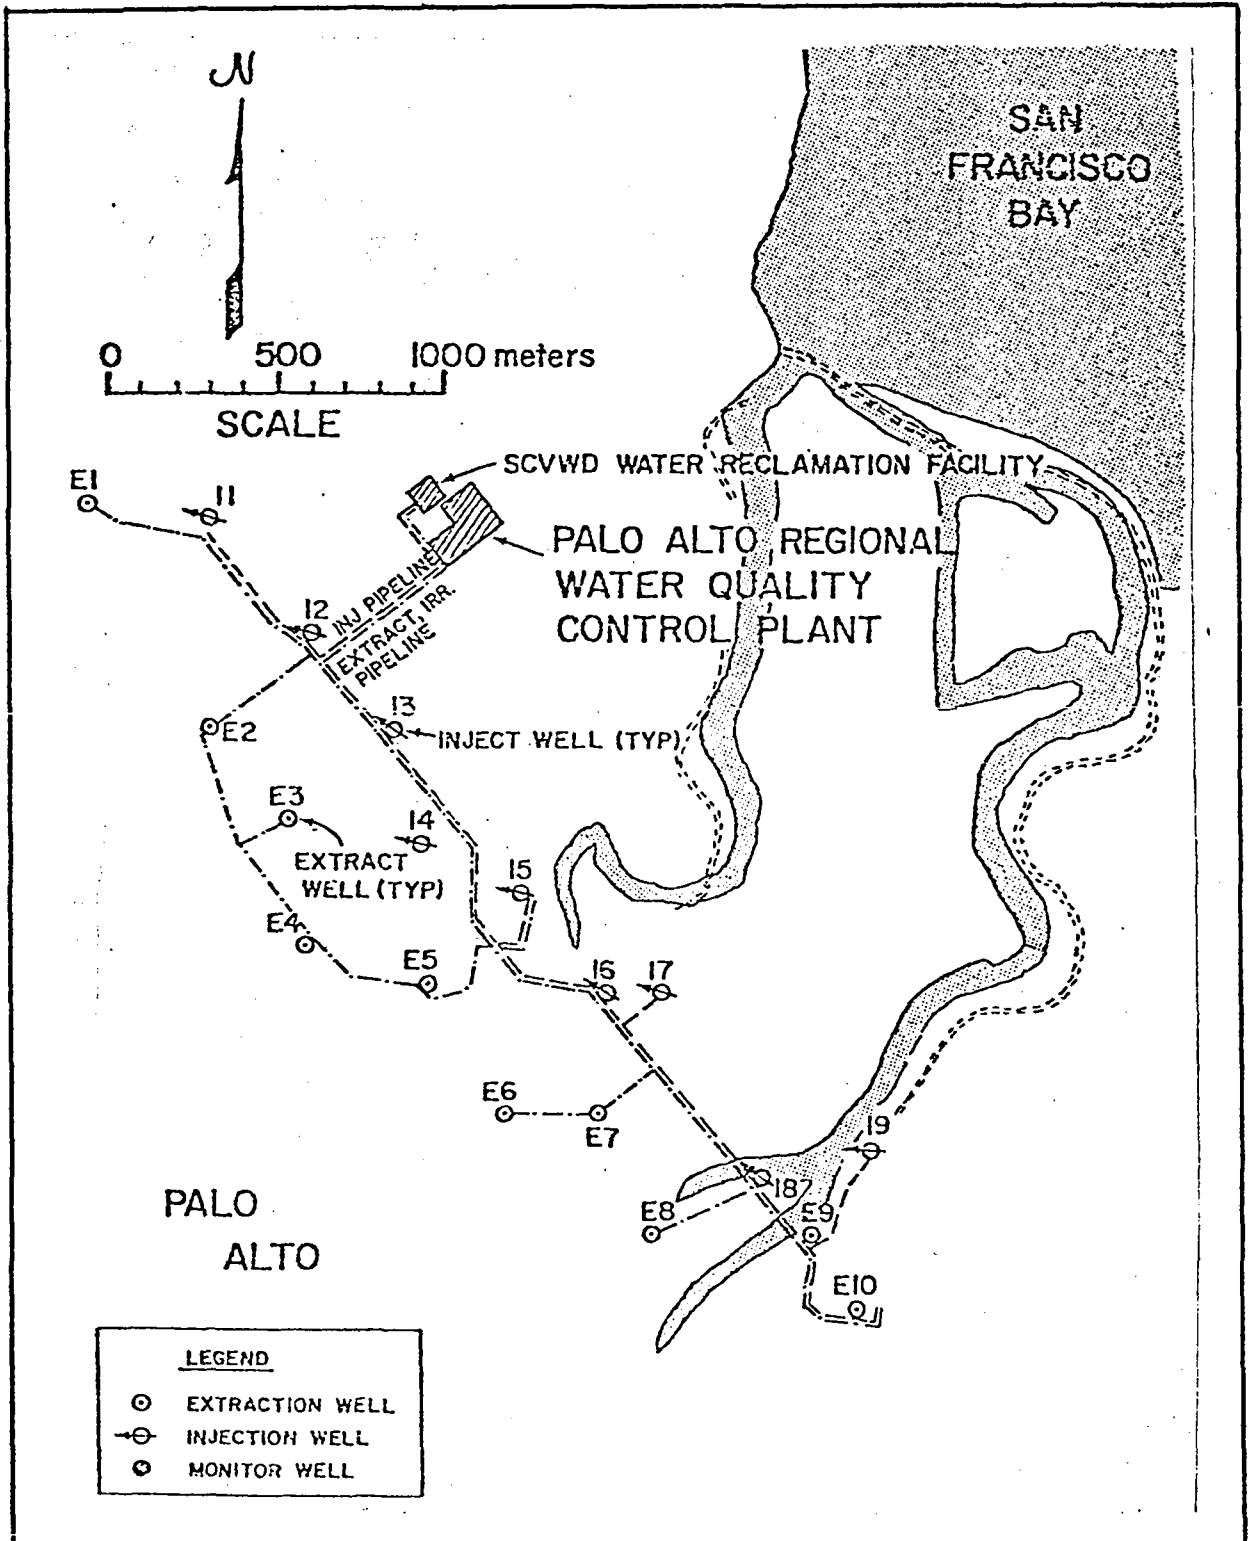 N
SAN
FRANCISCO
BAY
0 500 1000 meters
SCALE
E1
I1
SCVWD WATER RECLAMATION FACILITY
PALO ALTO REGIONAL
WATER QUALITY
CONTROL PLANT
INJ PIPELINE
EXTRACT, IRR.
PIPELINE
I2
E2
I3
INJECT WELL (TYP)
E3
I4
EXTRACT
WELL (TYP)
I5
E4
E5
I6
I7
E6
E7
I9
I8?
E8
E9
E10
PALO
ALTO
LEGEND
EXTRACTION WELL
INJECTION WELL
MONITOR WELL